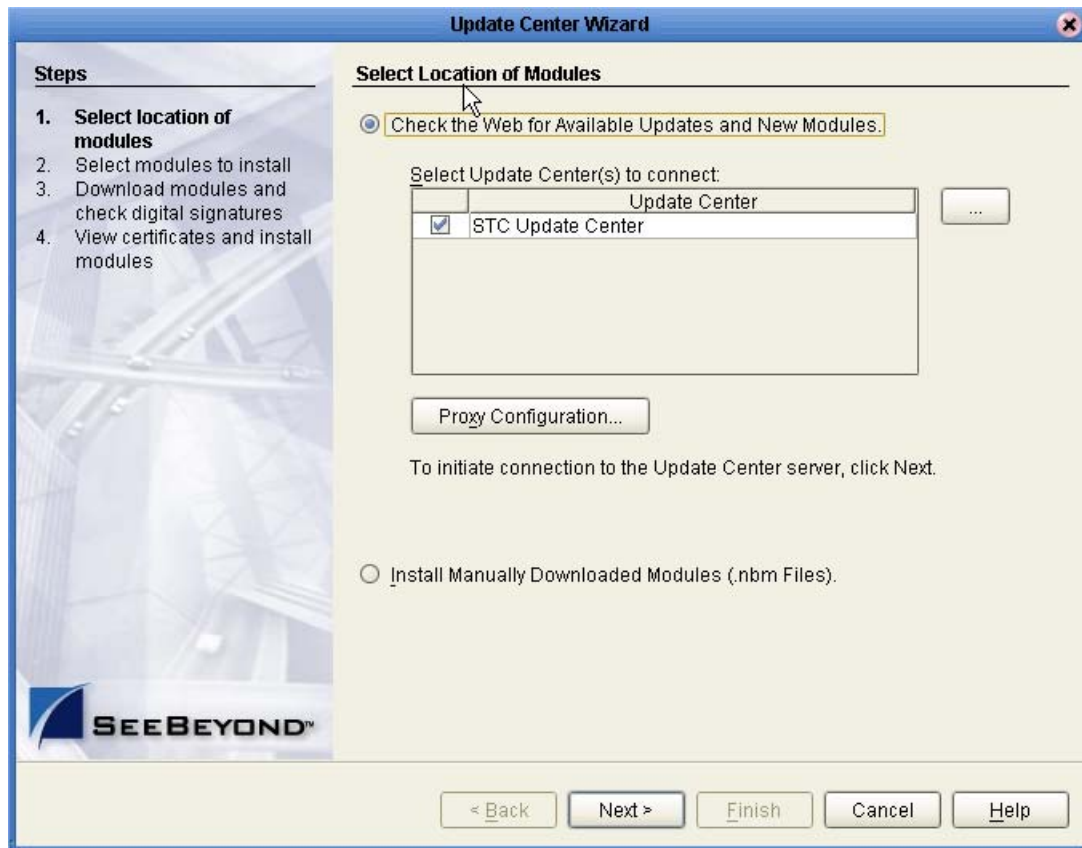 Update Center Wizard
Steps
1. Select location of
modules
2. Select modules to install
3. Download modules and
check digital signatures
4. View certificates and install
modules
SEEBEYOND™
Select Location of Modules
Check the Web for Available Updates and New Modules.
Select Update Center(s) to connect:
Update Center
STC Update Center
...
Proxy Configuration...
To initiate connection to the Update Center server, click Next.
Install Manually Downloaded Modules (.nbm Files).
< Back Next > Finish Cancel Help